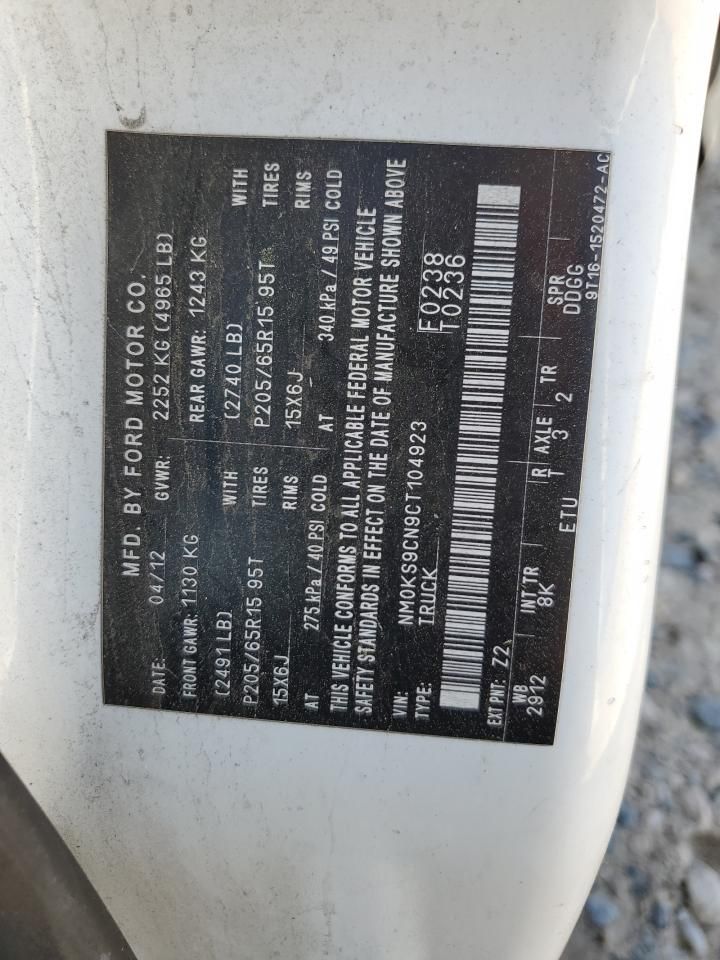 MFD. BY FORD MOTOR CO.
DATE: 04/12 GVWR: 2252 KG (4965 LB)
FRONT GAWR: 1130 KG REAR GAWR: 1243 KG
(2491 LB) (2740 LB) WITH
P205/65R15 95T TIRES P205/65R15 95T TIRES
15X6J RIMS 15X6J RIMS
AT 275 kPa / 40 PSI COLD AT 340 kPa / 49 PSI COLD
THIS VEHICLE CONFORMS TO ALL APPLICABLE FEDERAL MOTOR VEHICLE
SAFETY STANDARDS IN EFFECT ON THE DATE OF MANUFACTURE SHOWN ABOVE
VIN: NM0KS9CN9CT104923 F0238
TYPE: TRUCK T0236
EXT PNT: Z2
WB INT TR R AXLE TR SPR
2912 8K 1 3 2 DDGG
ETU 9T16-1520472-AC